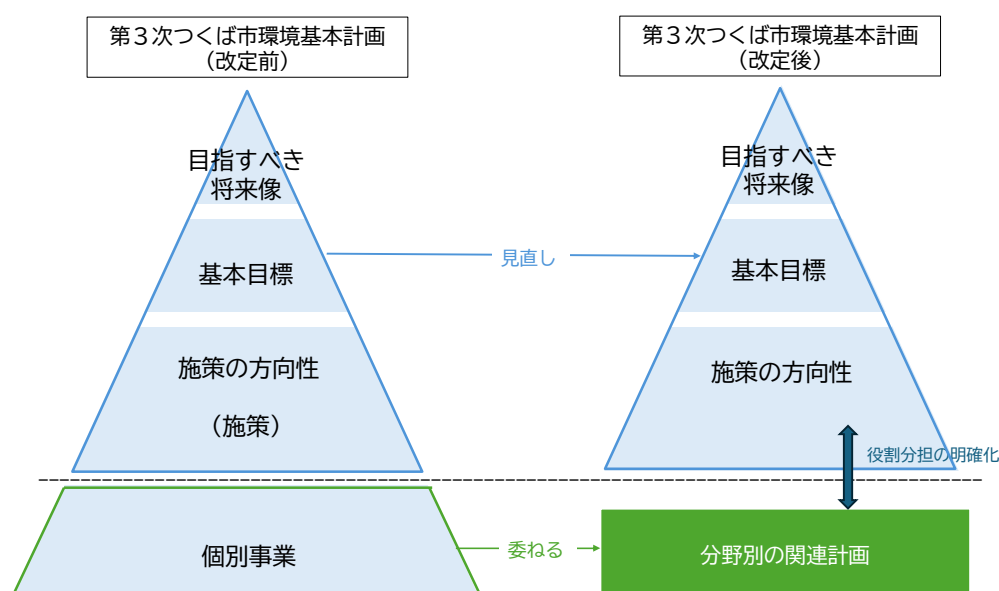 第３次つくば市環境基本計画
（改定前）
第３次つくば市環境基本計画
（改定後）
目指すべき
将来像
目指すべき
将来像
基本目標
見直し
基本目標
施策の方向性
（施策）
施策の方向性
役割分担の明確化
個別事業
委ねる
分野別の関連計画